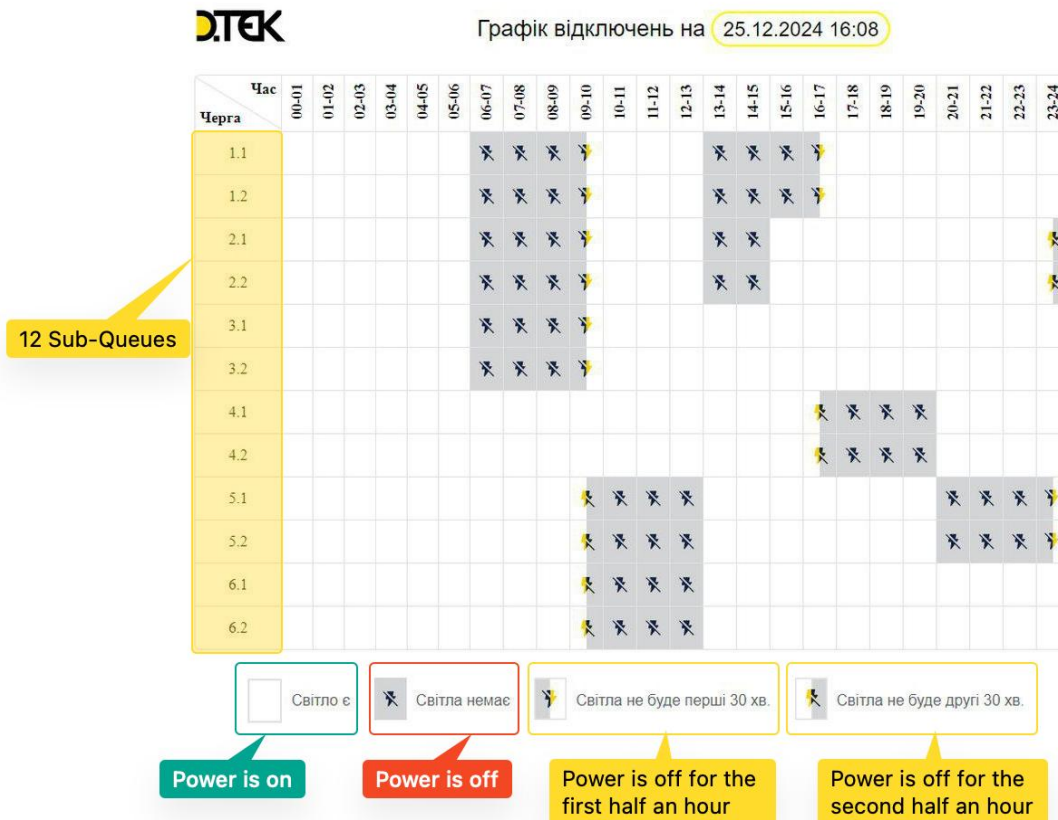 DTEK
Графік відключень на 25.12.2024 16:08
Час
Черга
00-01 01-02 02-03 03-04 04-05 05-06 06-07 07-08 08-09 09-10 10-11 11-12 12-13 13-14 14-15 15-16 16-17 17-18 18-19 19-20 20-21 21-22 22-23 23-24
1.1
1.2
2.1
2.2
3.1
12 Sub-Queues
3.2
4.1
4.2
5.1
5.2
6.1
6.2
Світло є Світла немає Світла не буде перші 30 хв. Світла не буде другі 30 хв.
Power is on
Power is off
Power is off for the
first half an hour
Power is off for the
second half an hour